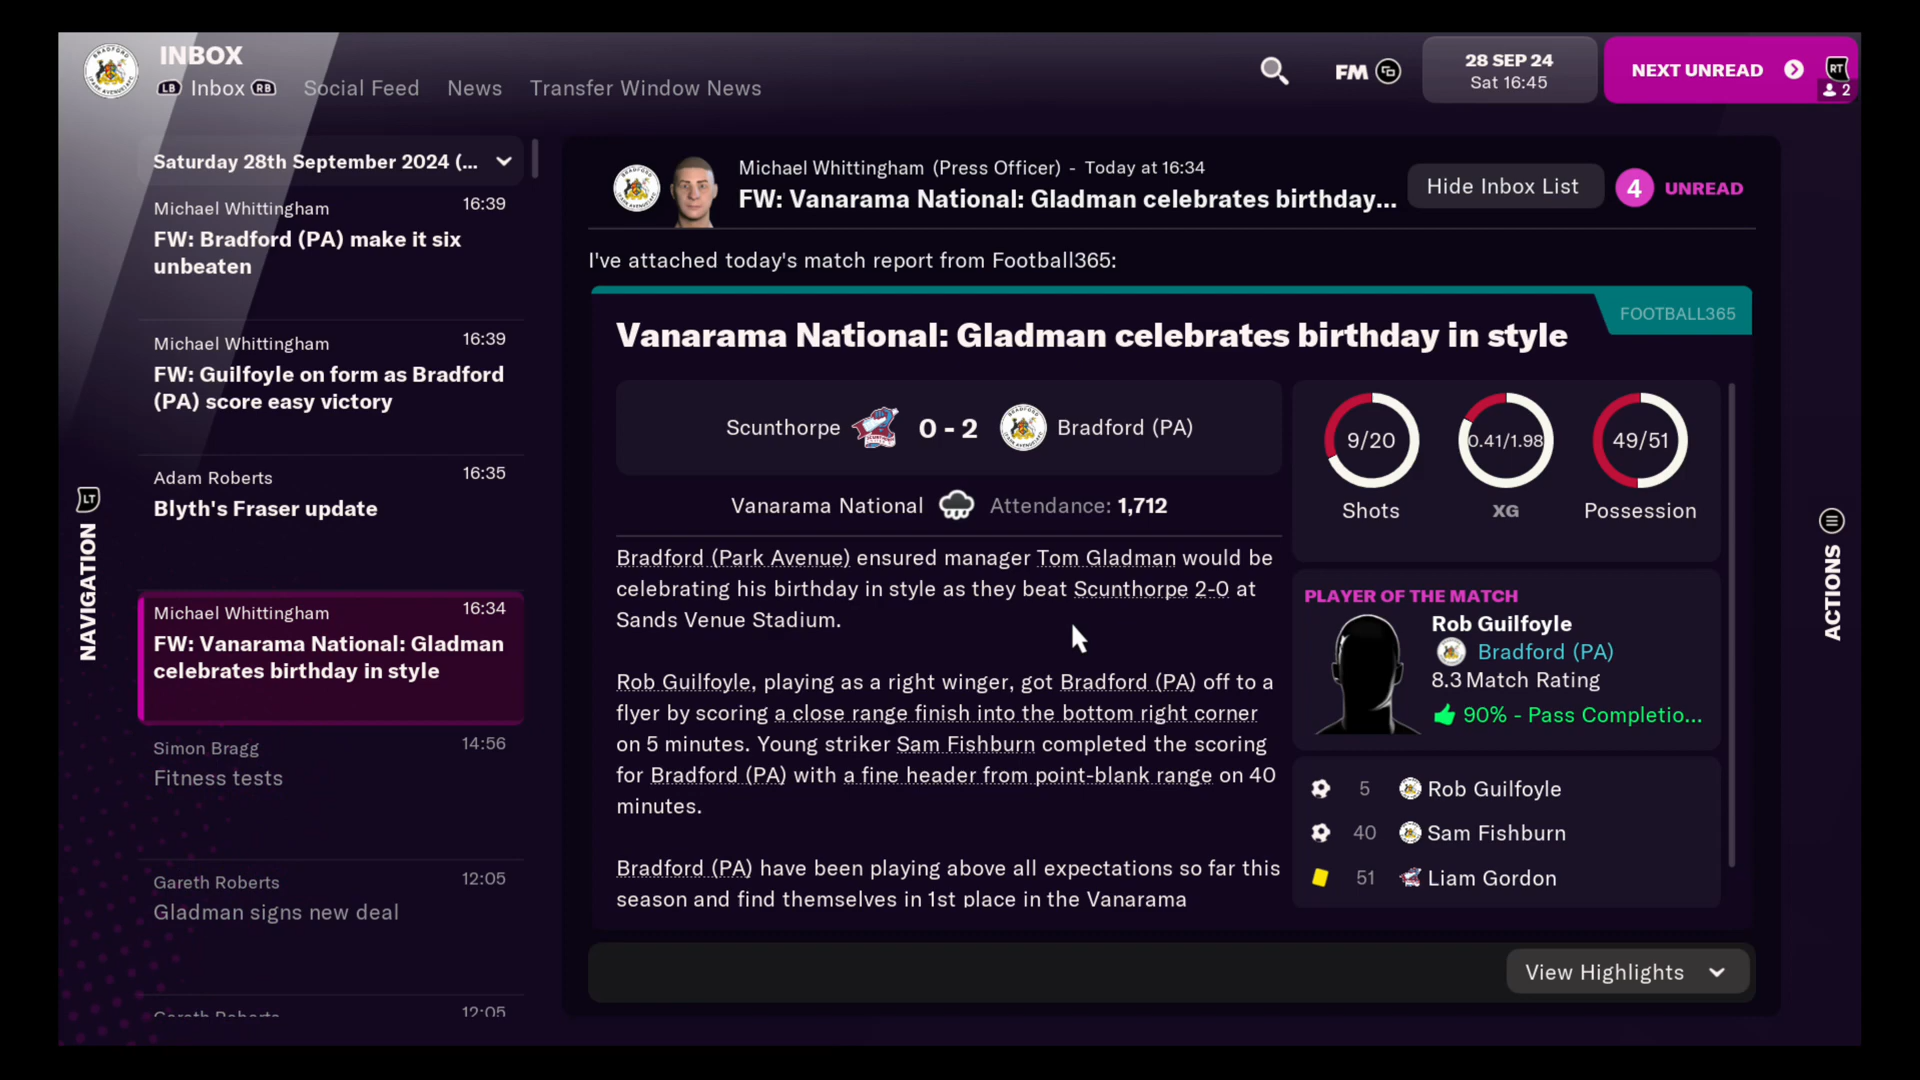 INBOX
LB Inbox RB
Social Feed
News
Transfer Window News
FM
28 SEP 24
Sat 16:45
NEXT UNREAD
RT
2
Saturday 28th September 2024 (...
Michael Whittingham
16:39
FW: Bradford (PA) make it six
unbeaten
Michael Whittingham
16:39
FW: Guilfoyle on form as Bradford
(PA) score easy victory
Adam Roberts
16:35
Blyth's Fraser update
Michael Whittingham
16:34
FW: Vanarama National: Gladman
celebrates birthday in style
Simon Bragg
14:56
Fitness tests
Gareth Roberts
12:05
Gladman signs new deal
Gareth Roberts
12:05
LT
NAVIGATION
Michael Whittingham (Press Officer) - Today at 16:34
FW: Vanarama National: Gladman celebrates birthday...
Hide Inbox List
4
UNREAD
I've attached today's match report from Football365:
FOOTBALL365
Vanarama National: Gladman celebrates birthday in style
Scunthorpe
0 - 2
Bradford (PA)
Vanarama National
Attendance: 1,712
Bradford (Park Avenue) ensured manager Tom Gladman would be
celebrating his birthday in style as they beat Scunthorpe 2-0 at
Sands Venue Stadium.
Rob Guilfoyle, playing as a right winger, got Bradford (PA) off to a
flyer by scoring a close range finish into the bottom right corner
on 5 minutes. Young striker Sam Fishburn completed the scoring
for Bradford (PA) with a fine header from point-blank range on 40
minutes.
Bradford (PA) have been playing above all expectations so far this
season and find themselves in 1st place in the Vanarama
9/20
Shots
0.41/1.98
XG
49/51
Possession
PLAYER OF THE MATCH
Rob Guilfoyle
Bradford (PA)
8.3 Match Rating
90% - Pass Completio...
5
Rob Guilfoyle
40
Sam Fishburn
51
Liam Gordon
View Highlights
ACTIONS